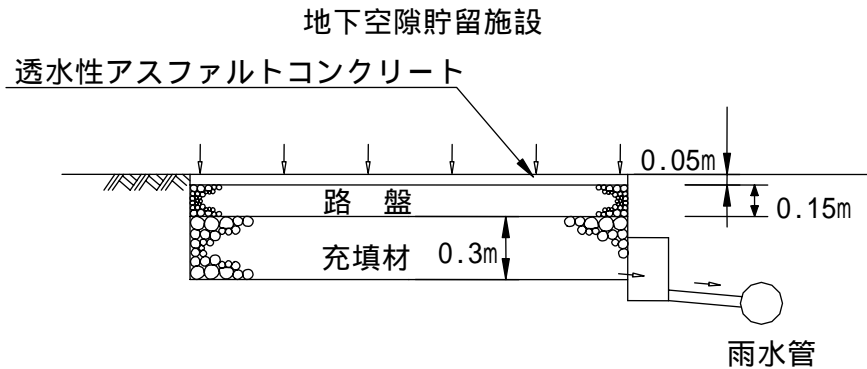 地下空隙貯留施設
透水性アスファルトコンクリート
0.05m
路 盤
0.15m
充填材
0.3m
雨水管